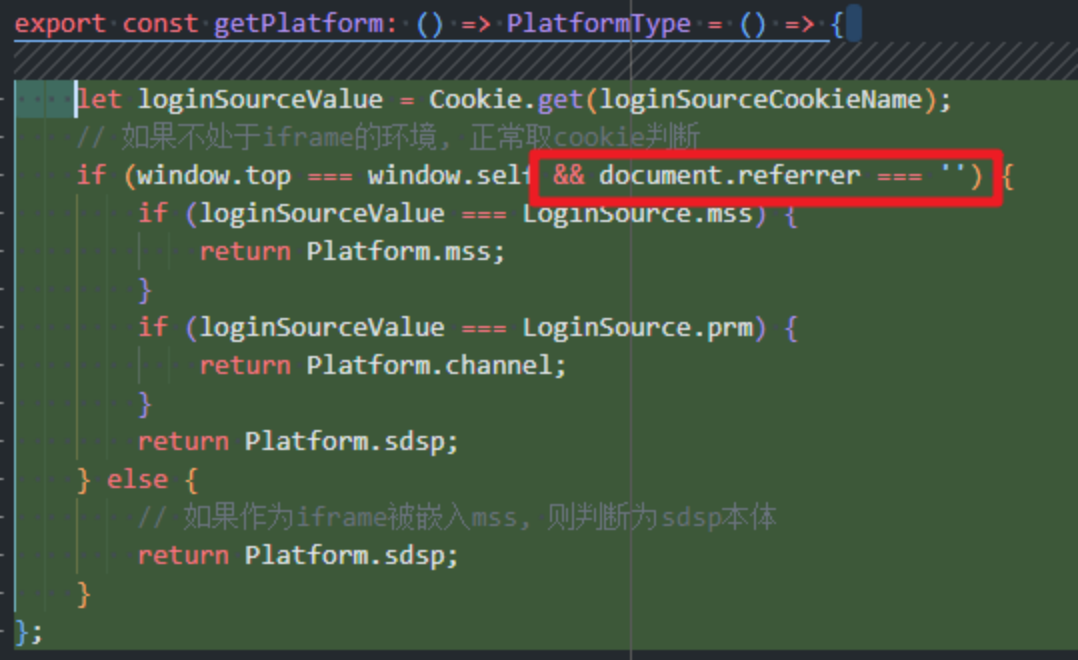 export const getPlatform: () => PlatformType = () => {
let loginSourceValue = Cookie.get(loginSourceCookieName);
// 如果不处于iframe的环境, 正常取cookie判断
if (window.top === window.self && document.referrer === '') {
if (loginSourceValue === LoginSource.mss) {
return Platform.mss;
}
if (loginSourceValue === LoginSource.prm) {
return Platform.channel;
}
return Platform.sdsp;
} else {
// 如果作为iframe被嵌入mss, 则判断为sdsp本体
return Platform.sdsp;
}
};